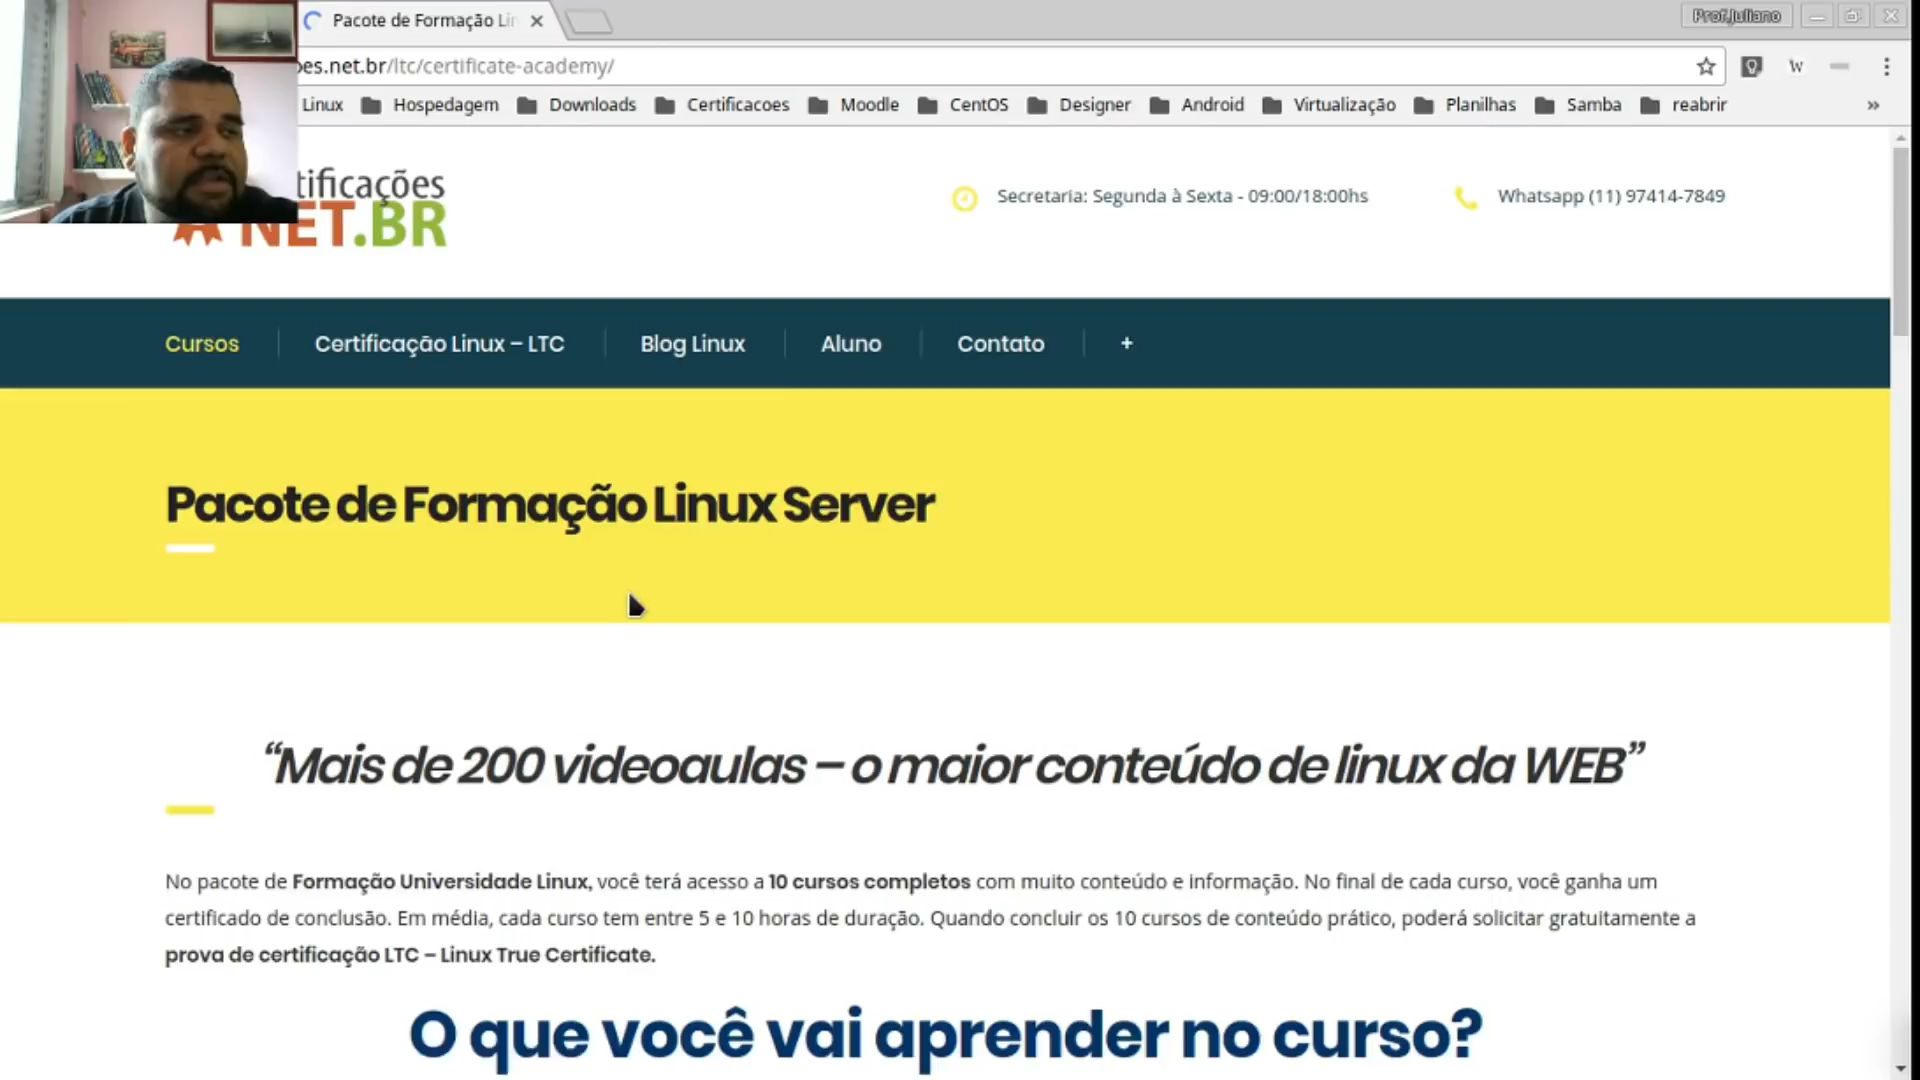 Pacote de Formação Lin
Prof.Juliano
ões.net.br/ltc/certificate-academy/
W
Linux
Hospedagem
Downloads
Certificacoes
Moodle
CentOS
Designer
Android
Virtualização
Planilhas
Samba
reabrir
»
tificações
NET.BR
Secretaria: Segunda à Sexta - 09:00/18:00hs
Whatsapp (11) 97414-7849
Cursos
Certificação Linux – LTC
Blog Linux
Aluno
Contato
+
Pacote de Formação Linux Server
“Mais de 200 videoaulas – o maior conteúdo de linux da WEB”
No pacote de Formação Universidade Linux, você terá acesso a 10 cursos completos com muito conteúdo e informação. No final de cada curso, você ganha um
certificado de conclusão. Em média, cada curso tem entre 5 e 10 horas de duração. Quando concluir os 10 cursos de conteúdo prático, poderá solicitar gratuitamente a
prova de certificação LTC – Linux True Certificate.
O que você vai aprender no curso?